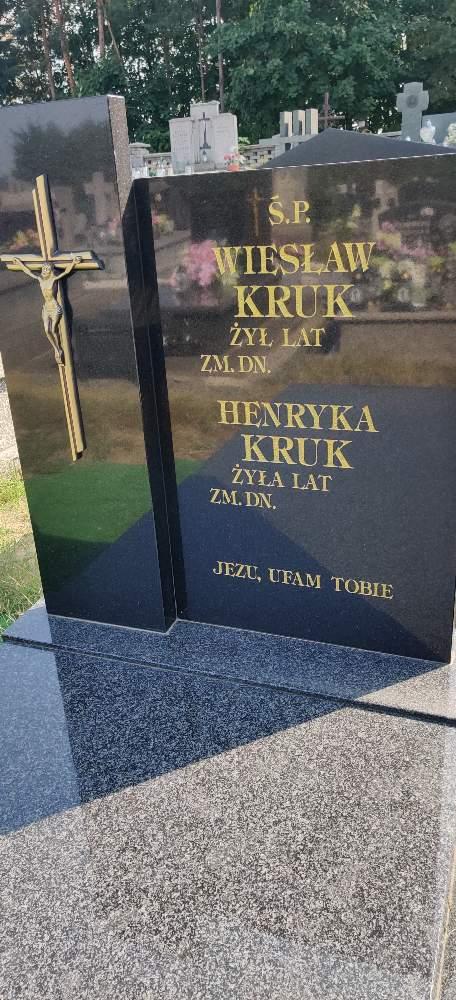 Ś.P.
WIESŁAW
KRUK
ŻYŁ LAT
ZM. DN.
HENRYKA
KRUK
ŻYŁA LAT
ZM. DN.
JEZU, UFAM TOBIE